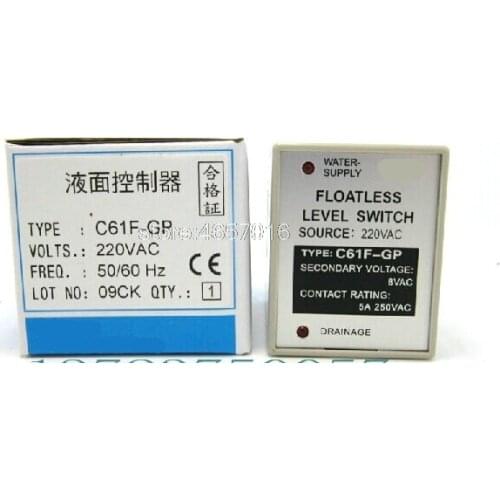 液面控制器
合格証
TYPE : C61F-GP
VOLTS.: 220VAC
FREQ. : 50/60 Hz
LOT NO: 09CK QTY.: 1
CE
WATER-
SUPPLY
FLOATLESS
LEVEL SWITCH
SOURCE: 220VAC
TYPE: C61F-GP
SECONDARY VOLTAGE:
8VAC
CONTACT RATING:
5A 250VAC
DRAINAGE